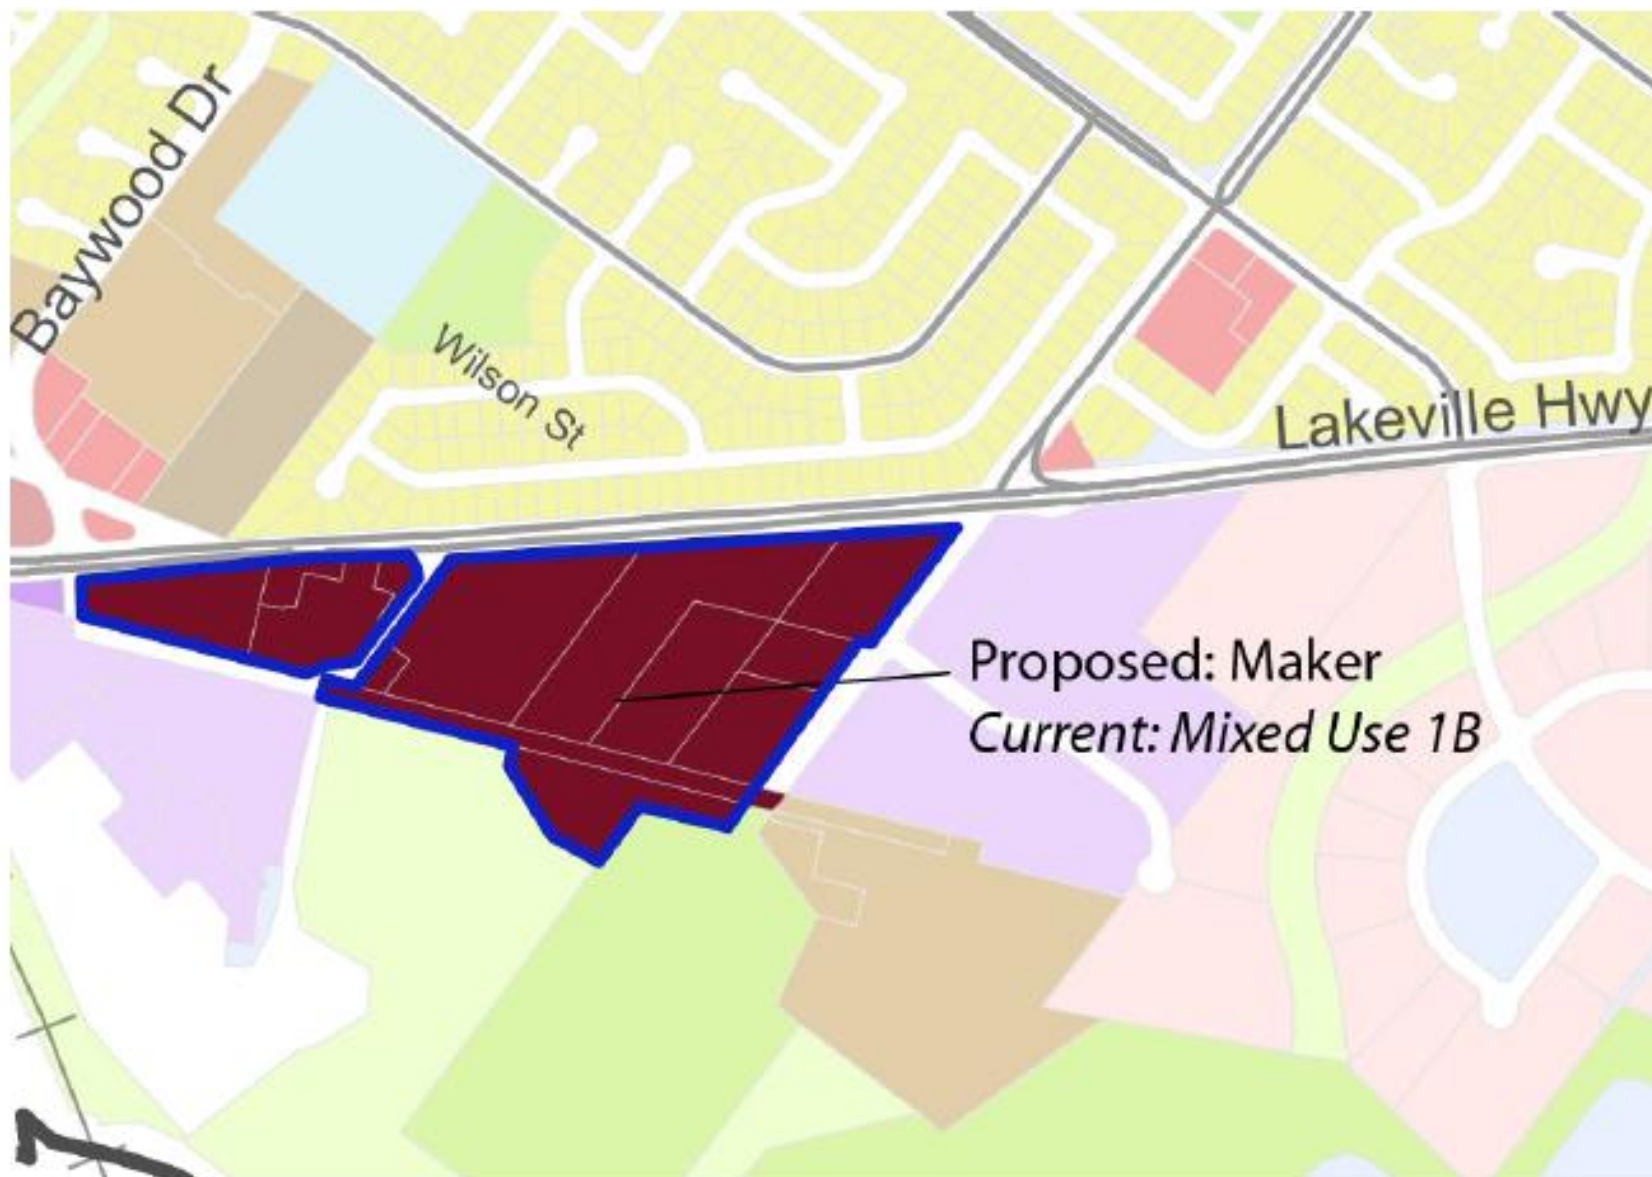 Baywood Dr
Wilson St
Lakeville Hwy
Proposed: Maker
Current: Mixed Use 1B